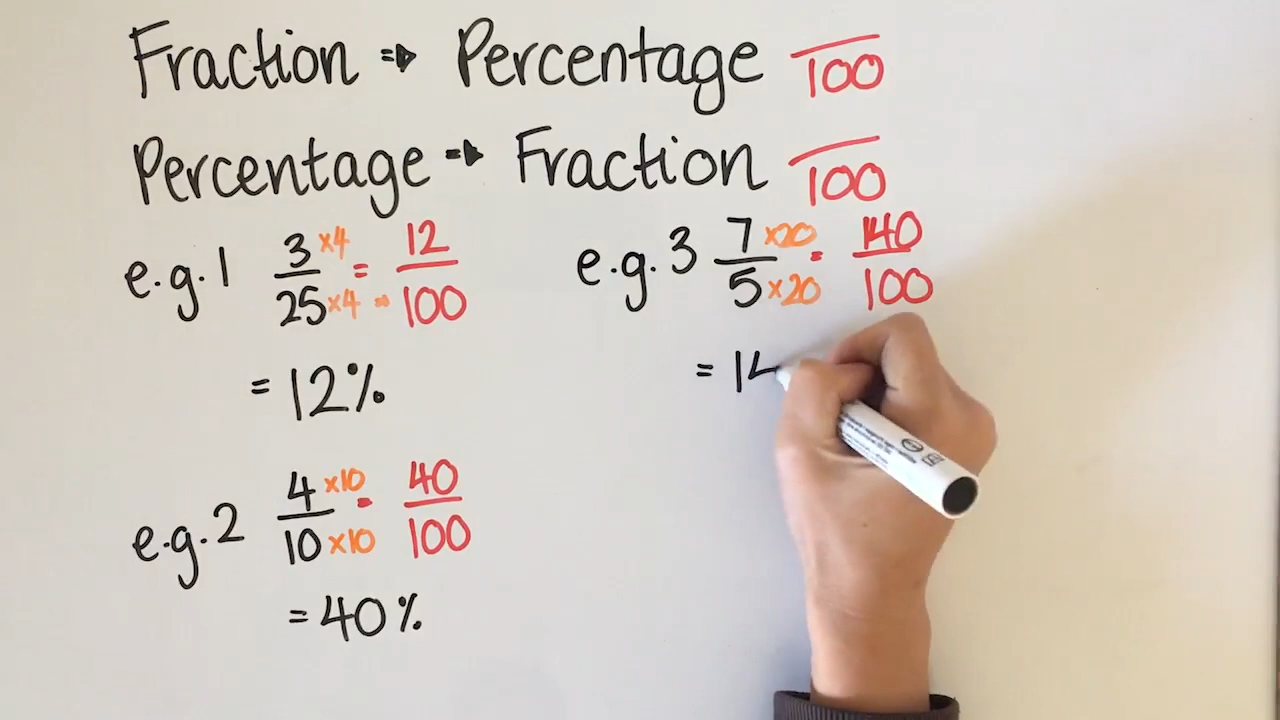 Fraction ⇒ Percentage /100
Percentage ⇒ Fraction /100
e.g. 1 3/25 ×4 ×4 = 12/100
= 12%
e.g. 2 4/10 ×10 ×10 = 40/100
= 40%
e.g. 3 7/5 ×20 ×20 = 140/100
= 14